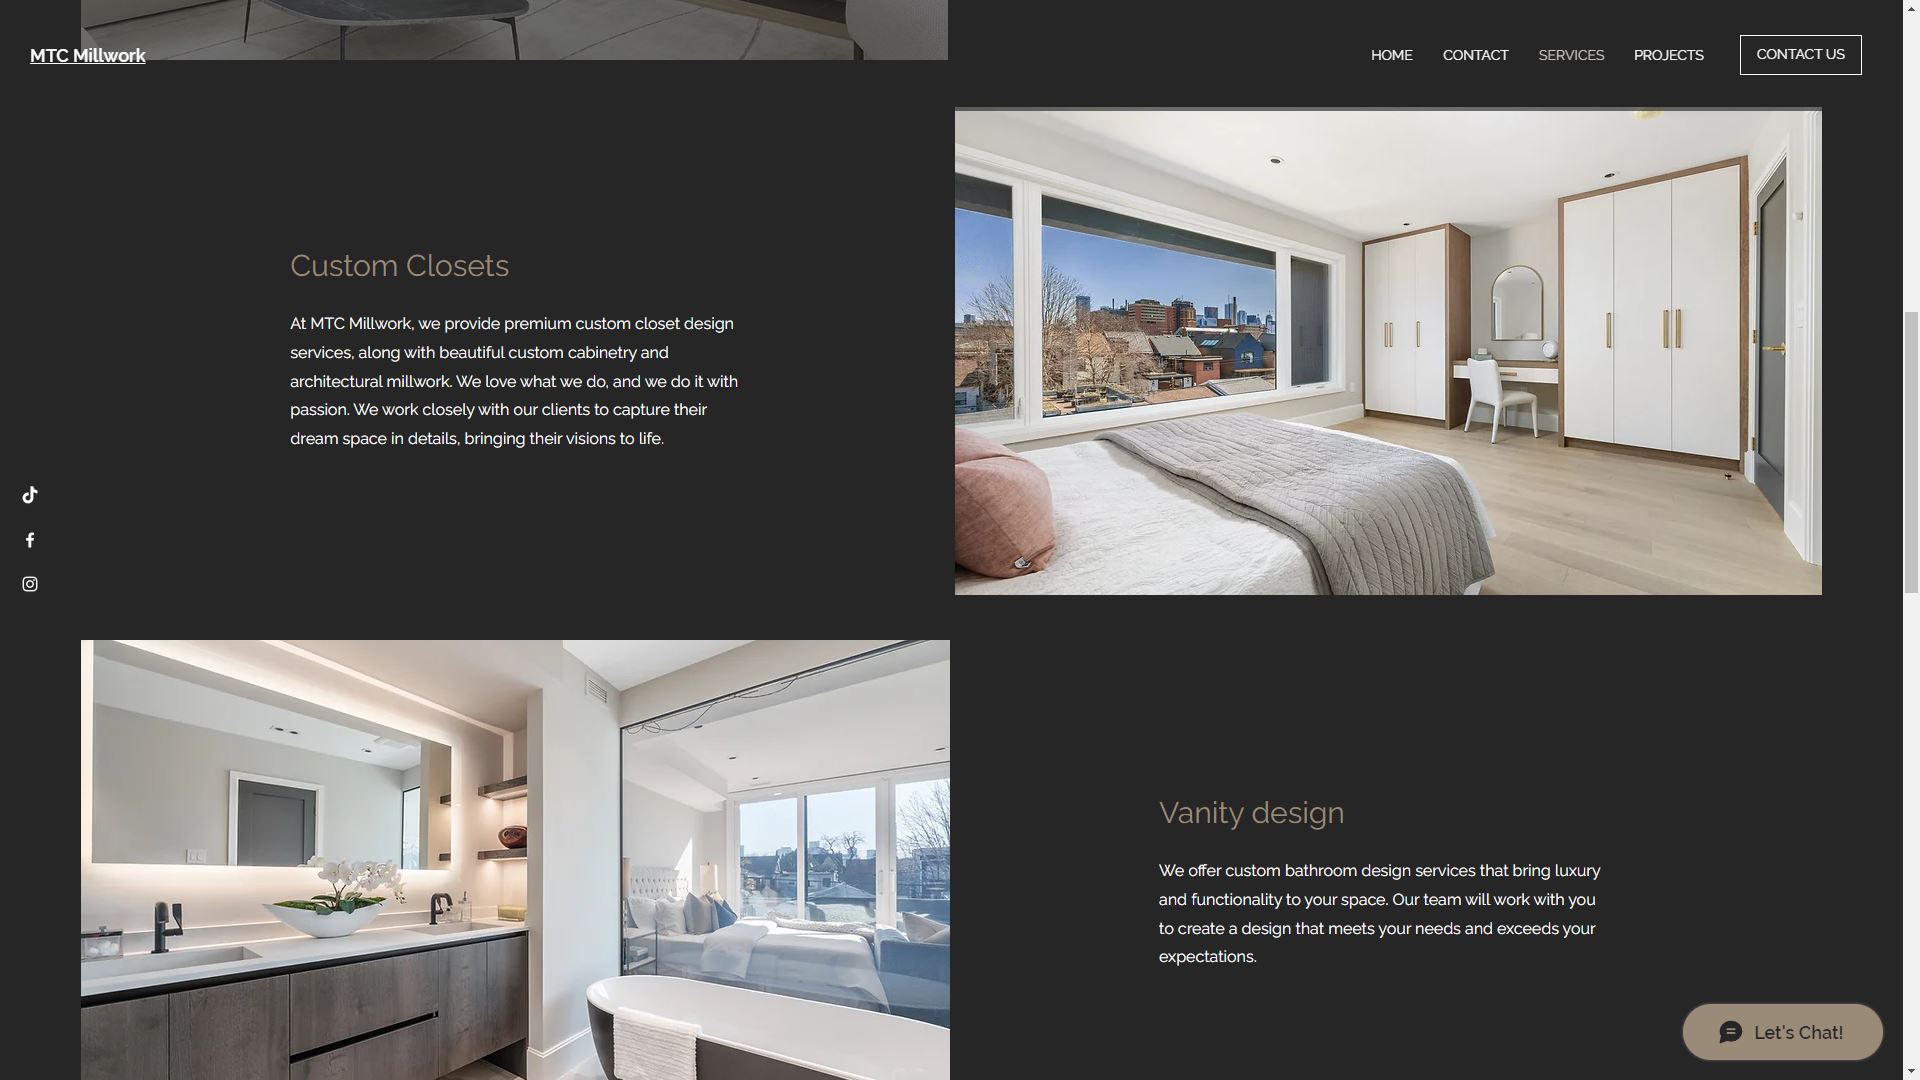 MTC Millwork
HOME
CONTACT
SERVICES
PROJECTS
CONTACT US
Custom Closets
At MTC Millwork, we provide premium custom closet design
services, along with beautiful custom cabinetry and
architectural millwork. We love what we do, and we do it with
passion. We work closely with our clients to capture their
dream space in details, bringing their visions to life.
Vanity design
We offer custom bathroom design services that bring luxury
and functionality to your space. Our team will work with you
to create a design that meets your needs and exceeds your
expectations.
Let's Chat!